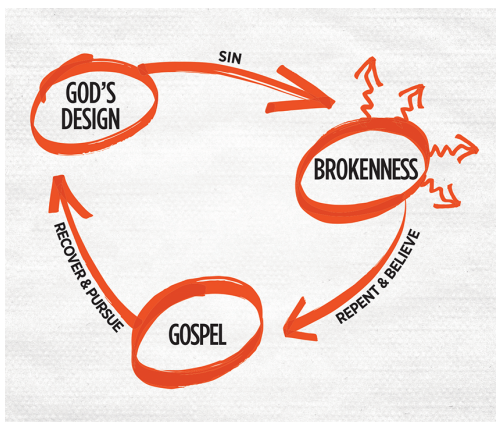 SIN
GOD'S
DESIGN
BROKENNESS
REPENT & BELIEVE
GOSPEL
RECOVER & PURSUE